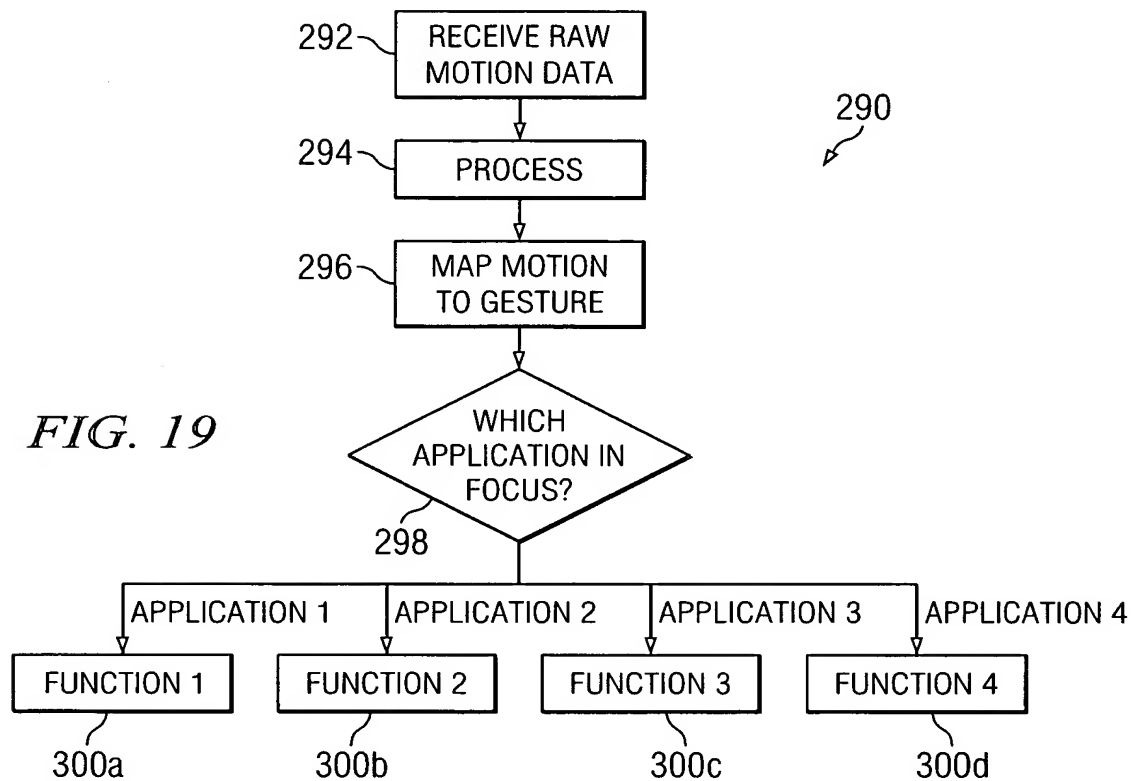 292
RECEIVE RAW
MOTION DATA
290
294
PROCESS
296
MAP MOTION
TO GESTURE
FIG. 19
WHICH
APPLICATION IN
FOCUS?
298
APPLICATION 1
APPLICATION 2
APPLICATION 3
APPLICATION 4
FUNCTION 1
FUNCTION 2
FUNCTION 3
FUNCTION 4
300a
300b
300c
300d